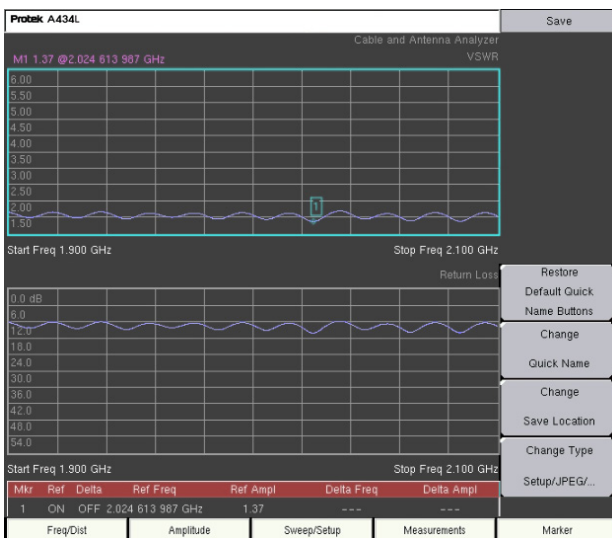 Protek A434L
Save
Cable and Antenna Analyzer
M1 1.37 @2.024 613 987 GHz
VSWR
6.00
5.50
5.00
4.50
4.00
3.50
3.00
2.50
2.00
1.50
1
Start Freq 1.900 GHz
Stop Freq 2.100 GHz
Return Loss
0.0 dB
6.0
12.0
18.0
24.0
30.0
36.0
42.0
48.0
54.0
Start Freq 1.900 GHz
Stop Freq 2.100 GHz
Restore
Default Quick
Name Buttons
Change
Quick Name
Change
Save Location
Change Type
Setup/JPEG/...
Mkr Ref Delta Ref Freq Ref Ampl Delta Freq Delta Ampl
1 ON OFF 2.024 613 987 GHz 1.37 --- ---
Freq/Dist Amplitude Sweep/Setup Measurements Marker